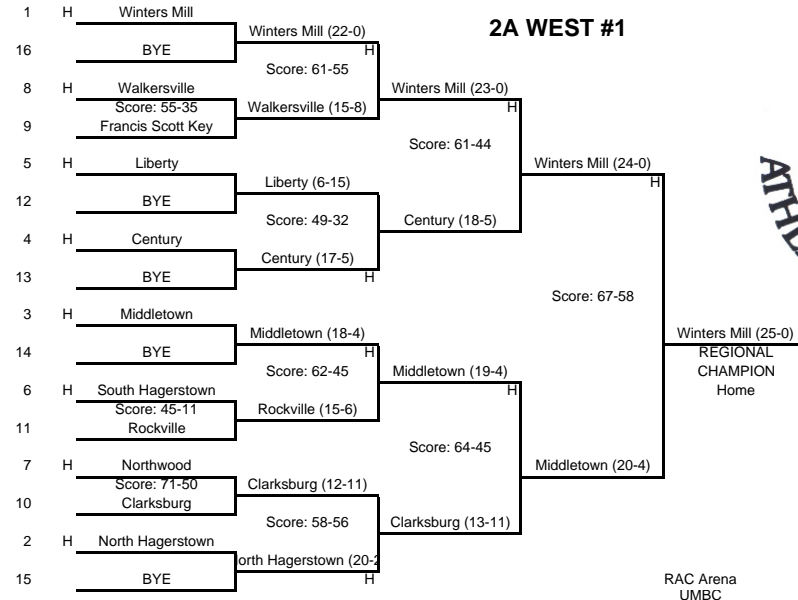 2A WEST #1
1 H Winters Mill
16 BYE
Winters Mill (22-0)
H
Score: 61-55
8 H Walkersville
Score: 55-35
9 Francis Scott Key
Walkersville (15-8)
Winters Mill (23-0)
H
Score: 61-44
5 H Liberty
12 BYE
Liberty (6-15)
Score: 49-32
4 H Century
13 BYE
Century (17-5)
H
Century (18-5)
Winters Mill (24-0)
H
Score: 67-58
3 H Middletown
14 BYE
Middletown (18-4)
H
Score: 62-45
6 H South Hagerstown
Score: 45-11
11 Rockville
Rockville (15-6)
Middletown (19-4)
H
Score: 64-45
7 H Northwood
Score: 71-50
10 Clarksburg
Clarksburg (12-11)
Score: 58-56
2 H North Hagerstown
15 BYE
orth Hagerstown (20-2
H
Clarksburg (13-11)
Middletown (20-4)
Winters Mill (25-0)
REGIONAL
CHAMPION
Home
RAC Arena
UMBC